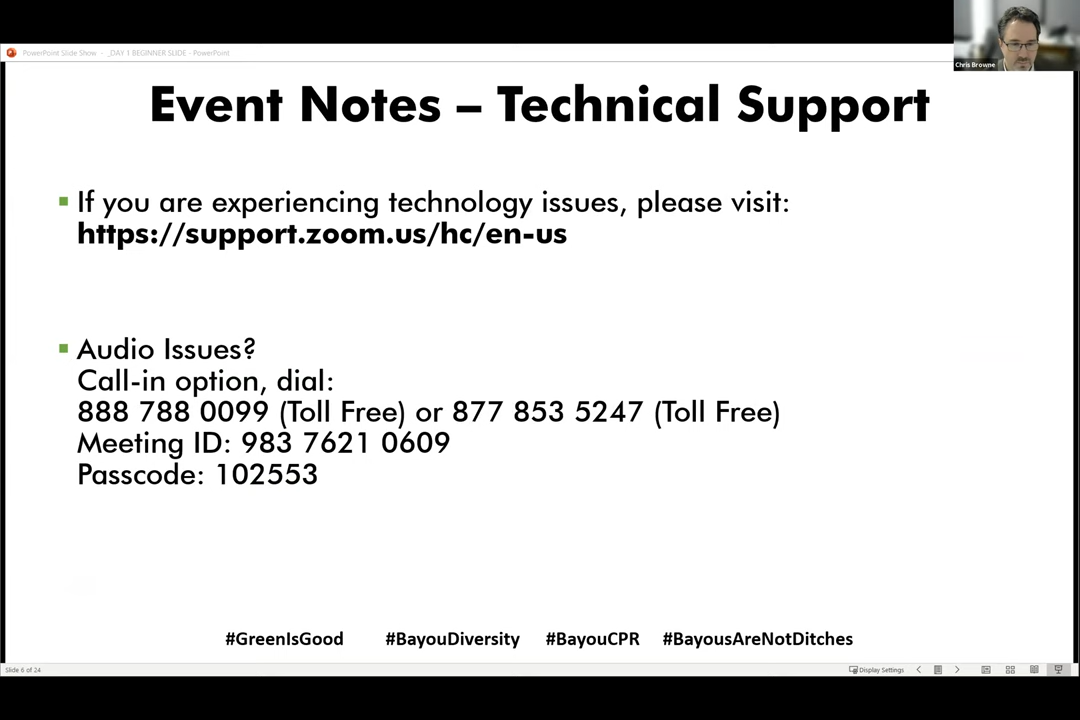 Chris Browne
PowerPoint Slide Show - _DAY 1 BEGINNER SLIDE - PowerPoint
Event Notes – Technical Support
If you are experiencing technology issues, please visit:
https://support.zoom.us/hc/en-us
Audio Issues?
Call-in option, dial:
888 788 0099 (Toll Free) or 877 853 5247 (Toll Free)
Meeting ID: 983 7621 0609
Passcode: 102553
#GreenIsGood #BayouDiversity #BayouCPR #BayousAreNotDitches
Slide 6 of 24 Display Settings